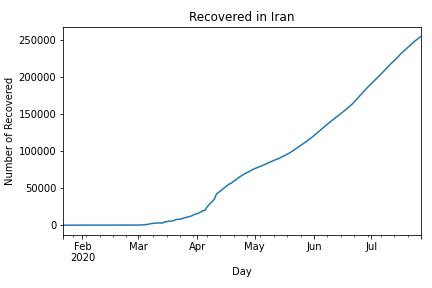 Recovered in Iran
250000
200000
150000
100000
50000
0
Number of Recovered
Feb Mar Apr May Jun Jul
2020
Day